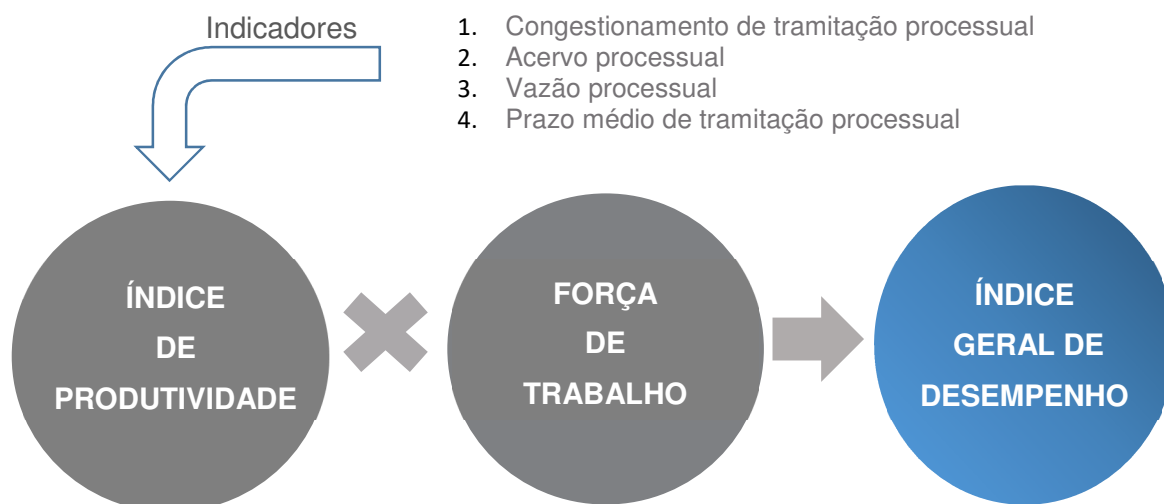 Indicadores
1. Congestionamento de tramitação processual
2. Acervo processual
3. Vazão processual
4. Prazo médio de tramitação processual
ÍNDICE
DE
PRODUTIVIDADE
FORÇA
DE
TRABALHO
ÍNDICE
GERAL DE
DESEMPENHO